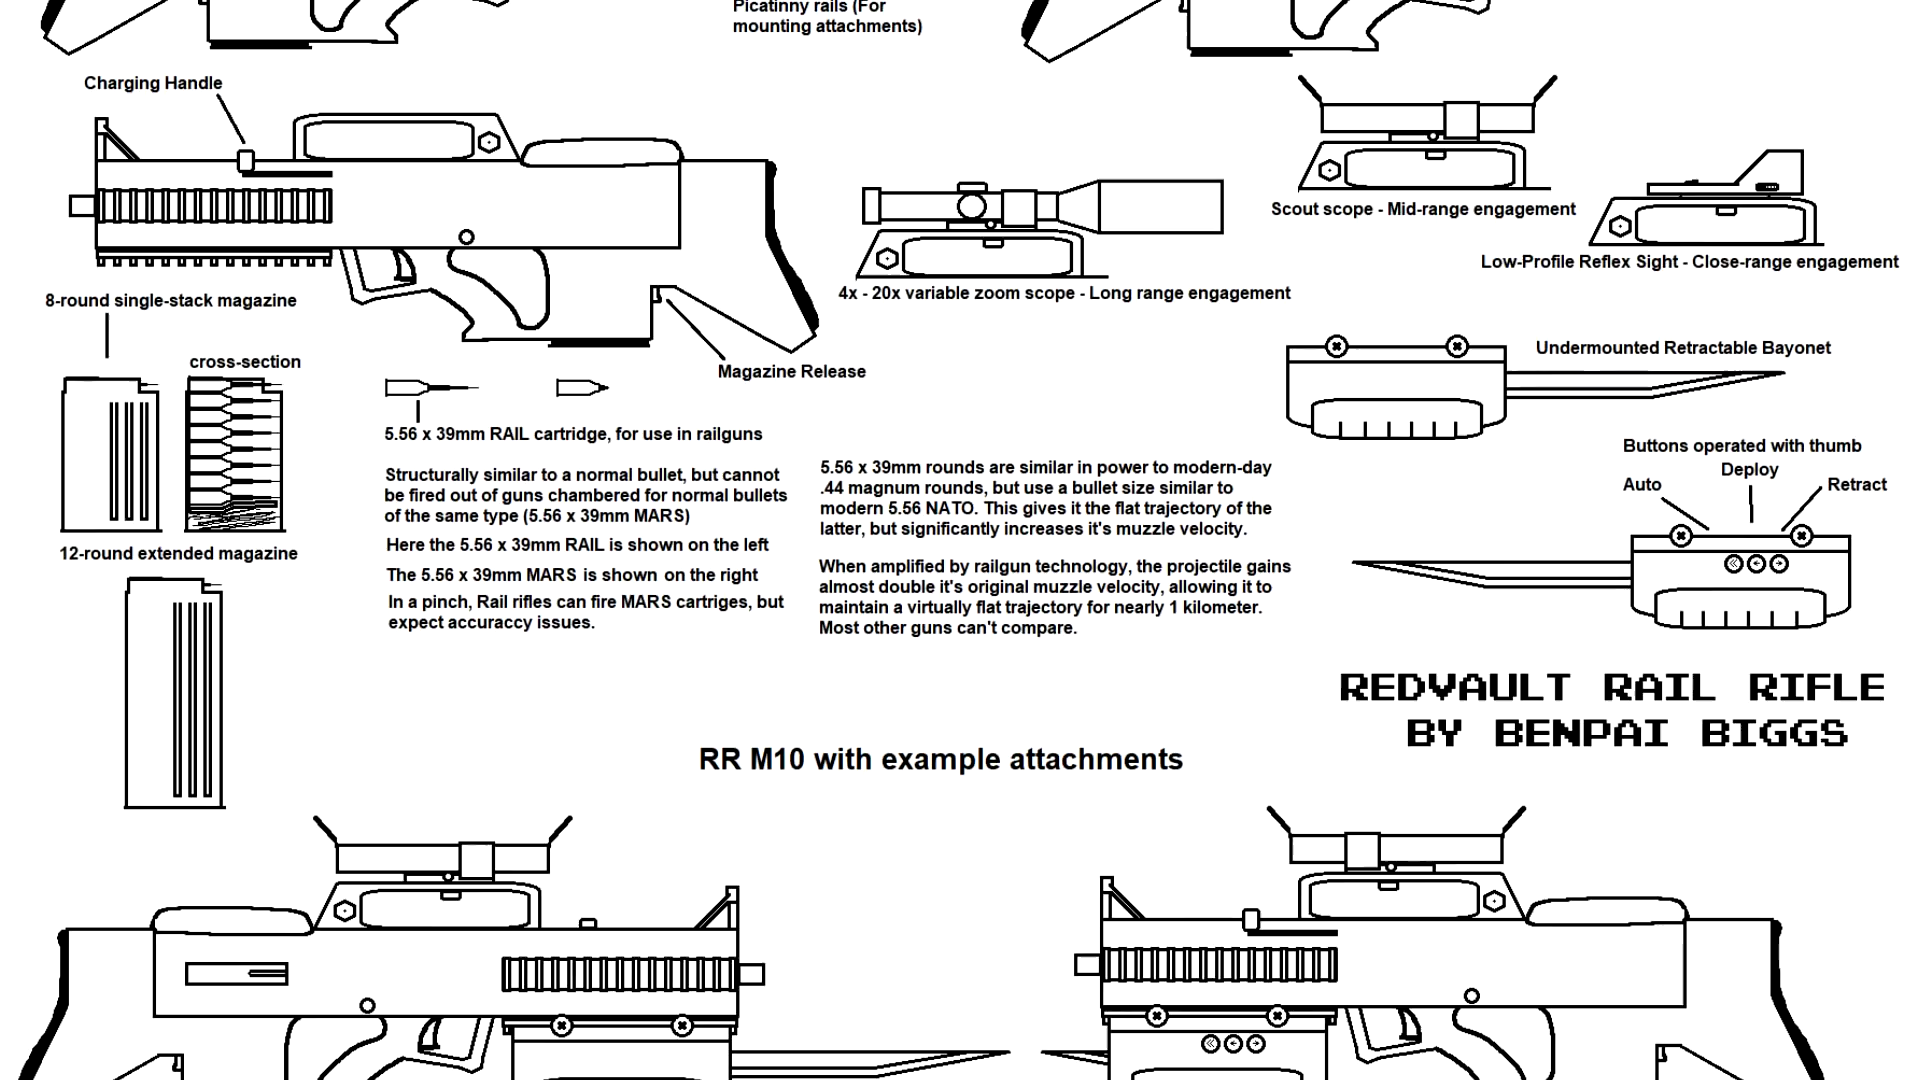 Picatinny rails (For
mounting attachments)
Charging Handle
Scout scope - Mid-range engagement
Low-Profile Reflex Sight - Close-range engagement
4x - 20x variable zoom scope - Long range engagement
8-round single-stack magazine
cross-section
Magazine Release
Undermounted Retractable Bayonet
5.56 x 39mm RAIL cartridge, for use in railguns
Structurally similar to a normal bullet, but cannot
be fired out of guns chambered for normal bullets
of the same type (5.56 x 39mm MARS)
Here the 5.56 x 39mm RAIL is shown on the left
The 5.56 x 39mm MARS is shown on the right
In a pinch, Rail rifles can fire MARS cartriges, but
expect accuraccy issues.
5.56 x 39mm rounds are similar in power to modern-day
.44 magnum rounds, but use a bullet size similar to
modern 5.56 NATO. This gives it the flat trajectory of the
latter, but significantly increases it's muzzle velocity.
When amplified by railgun technology, the projectile gains
almost double it's original muzzle velocity, allowing it to
maintain a virtually flat trajectory for nearly 1 kilometer.
Most other guns can't compare.
Buttons operated with thumb
Deploy
Auto
Retract
12-round extended magazine
REDVAULT RAIL RIFLE
BY BENPAI BIGGS
RR M10 with example attachments